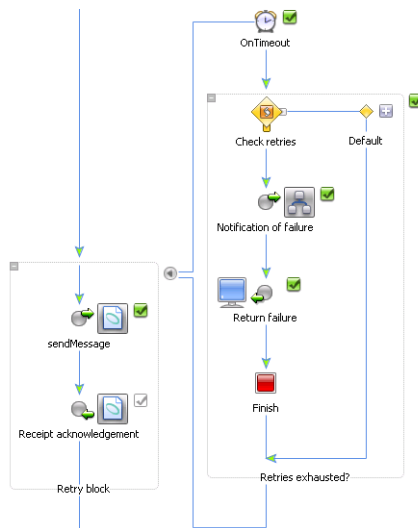 OnTimeout
Check retries
Default
Notification of failure
Return failure
Finish
Retries exhausted?
sendMessage
Receipt acknowledgement
Retry block